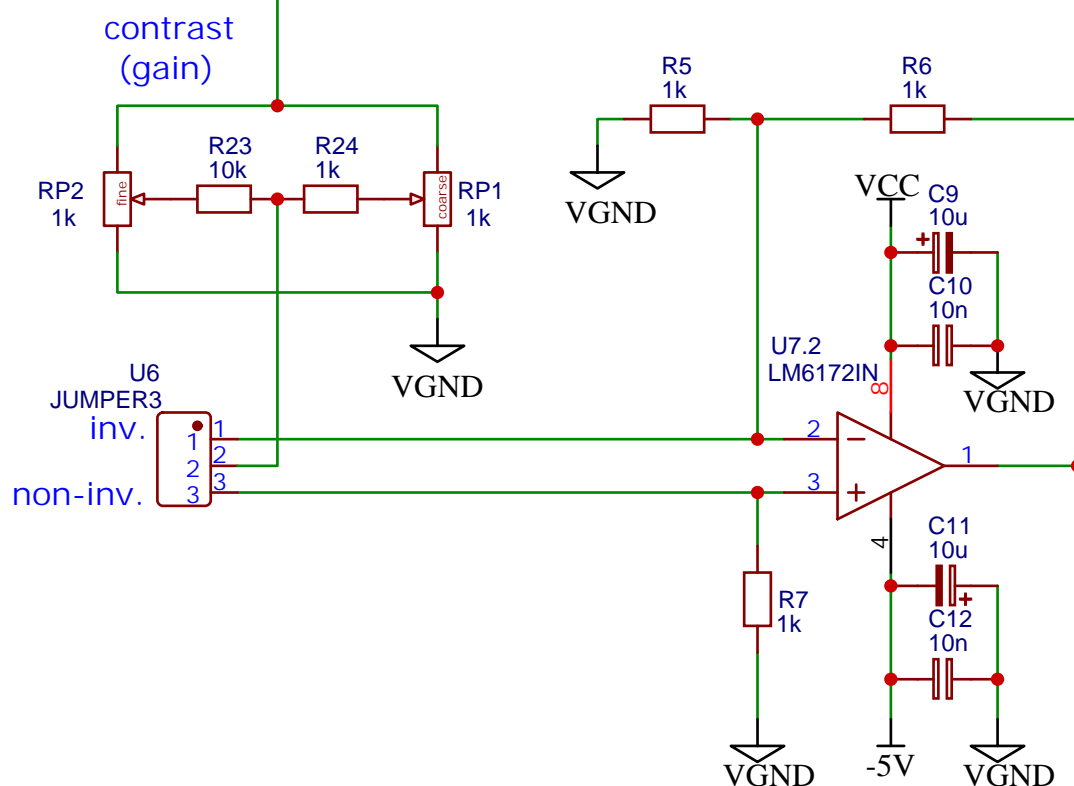 contrast
(gain)
R5
1k
R6
1k
R23
10k
R24
1k
RP2
1k
fine
coarse
RP1
1k
VGND
VCC
C9
10u
+
C10
10n
VGND
U7.2
LM6172IN
8
VGND
U6
JUMPER3
inv.
1
1
2
2
non-inv.
3
3
2
−
3
+
1
4
C11
10u
+
C12
10n
R7
1k
VGND
-5V
VGND